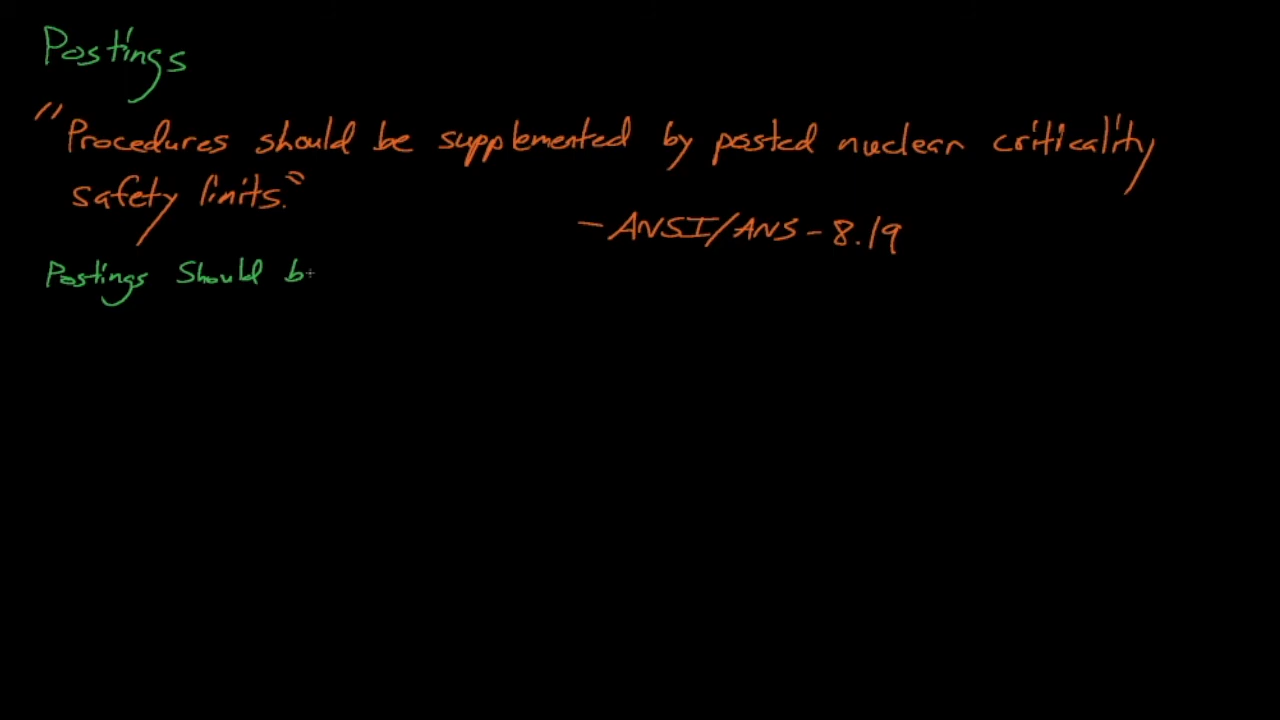 Postings
"Procedures should be supplemented by posted nuclear criticality
safety limits."
- ANSI/ANS-8.19
Postings Should b